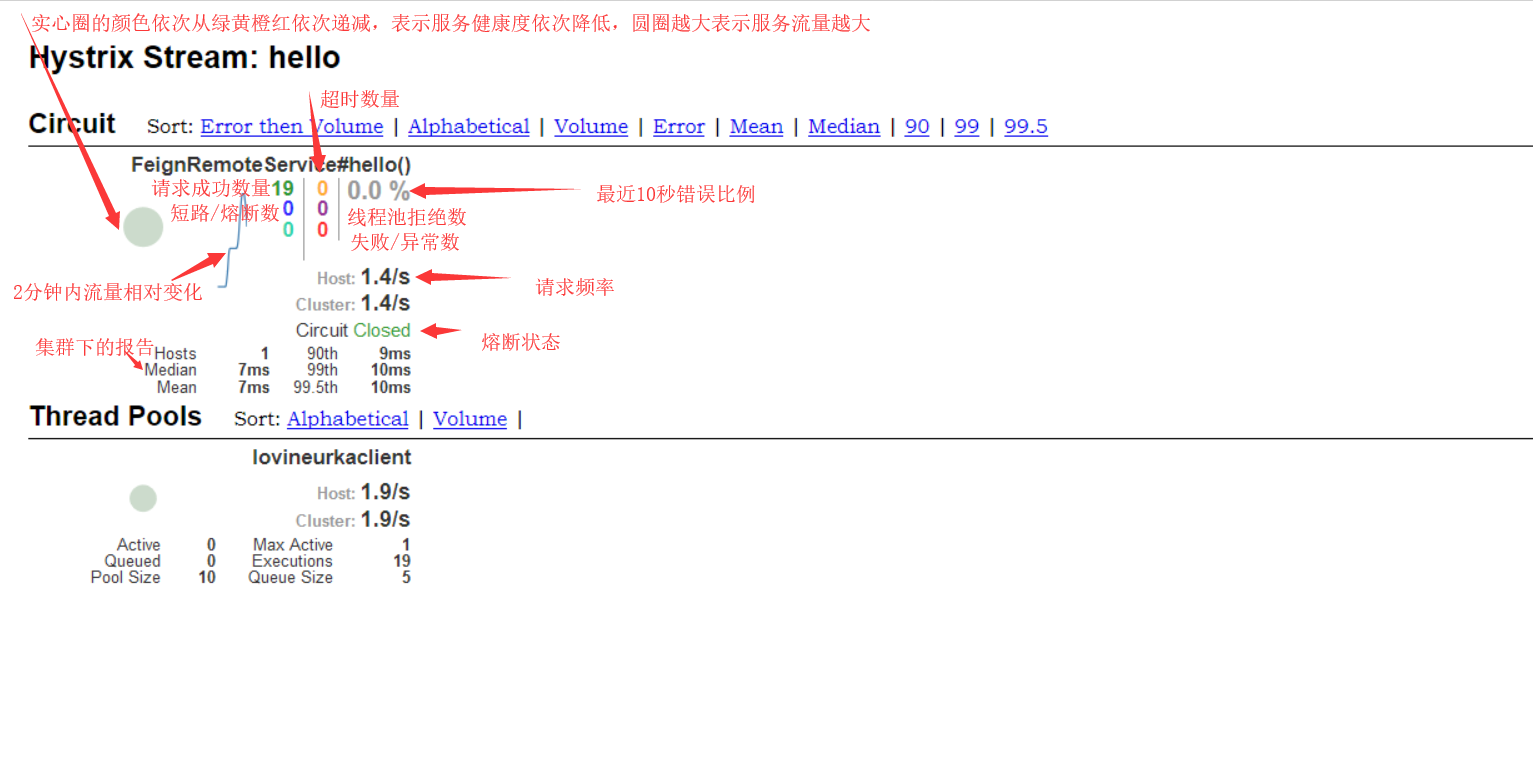 实心圈的颜色依次从绿黄橙红依次递减，表示服务健康度依次降低，圆圈越大表示服务流量越大
Hystrix Stream: hello
超时数量
Circuit Sort: Error then Volume | Alphabetical | Volume | Error | Mean | Median | 90 | 99 | 99.5
FeignRemoteService#hello()
请求成功数量 19 0 0.0 % 最近10秒错误比例
短路/熔断数 0 0 线程池拒绝数
0 0 失败/异常数
2分钟内流量相对变化
Host: 1.4/s 请求频率
Cluster: 1.4/s
Circuit Closed 熔断状态
集群下的报告
Hosts 1 90th 9ms
Median 7ms 99th 10ms
Mean 7ms 99.5th 10ms
Thread Pools Sort: Alphabetical | Volume |
lovineurkaclient
Host: 1.9/s
Cluster: 1.9/s
Active 0 Max Active 1
Queued 0 Executions 19
Pool Size 10 Queue Size 5